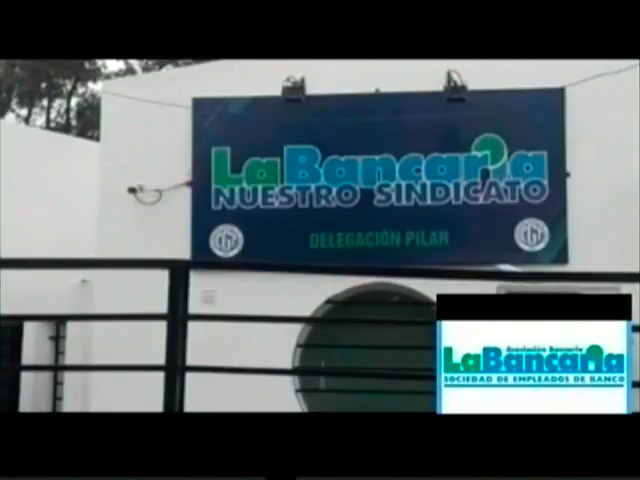 LaBancaria
NUESTRO SINDICATO
DELEGACIÓN PILAR
Asociación Bancaria
LaBancaria
SOCIEDAD DE EMPLEADOS DE BANCO